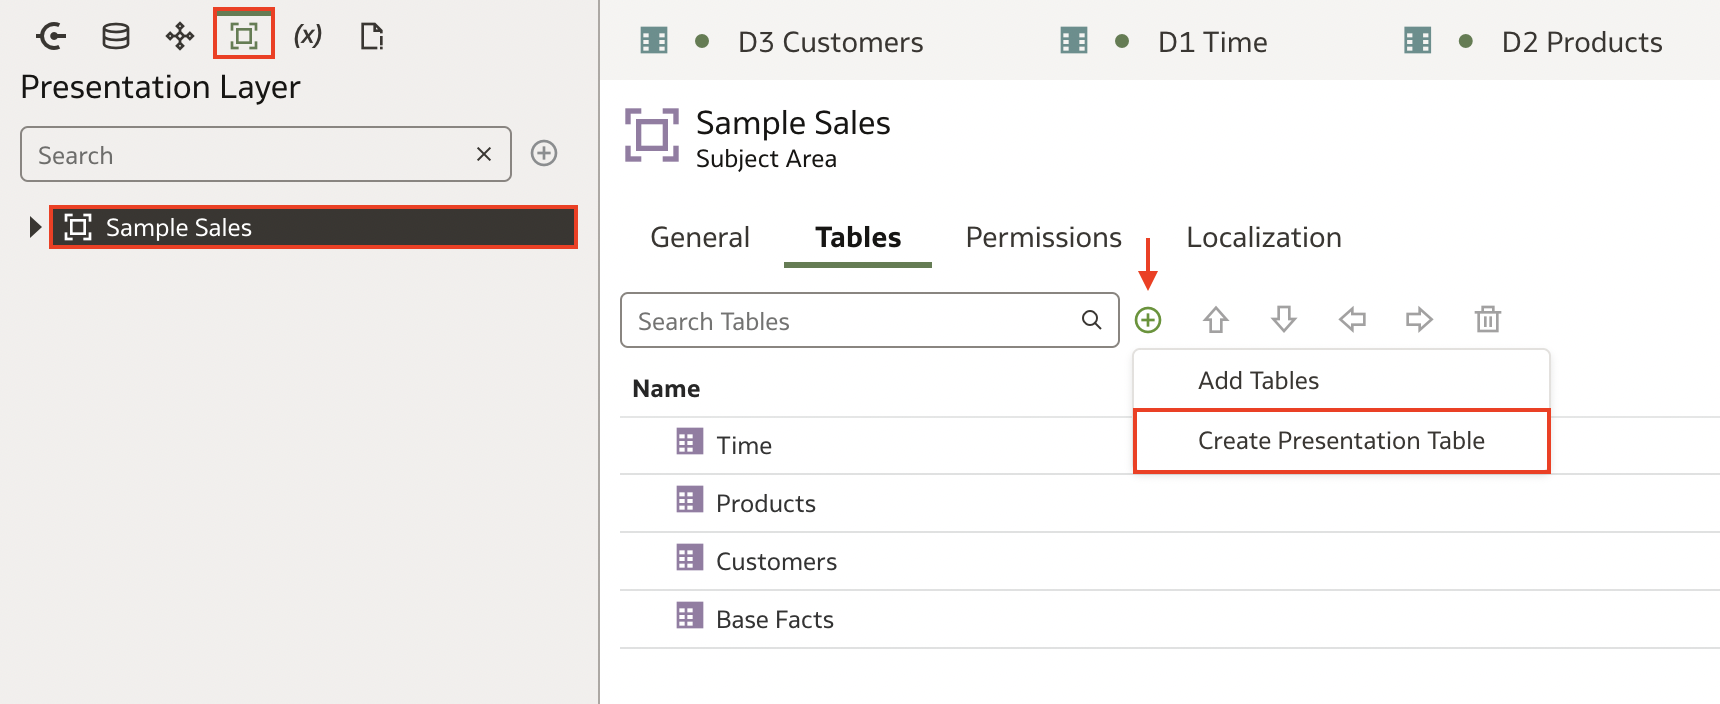 (x)
Presentation Layer
Search
Sample Sales
D3 Customers
D1 Time
D2 Products
Sample Sales
Subject Area
General
Tables
Permissions
Localization
Search Tables
Add Tables
Create Presentation Table
Name
Time
Products
Customers
Base Facts